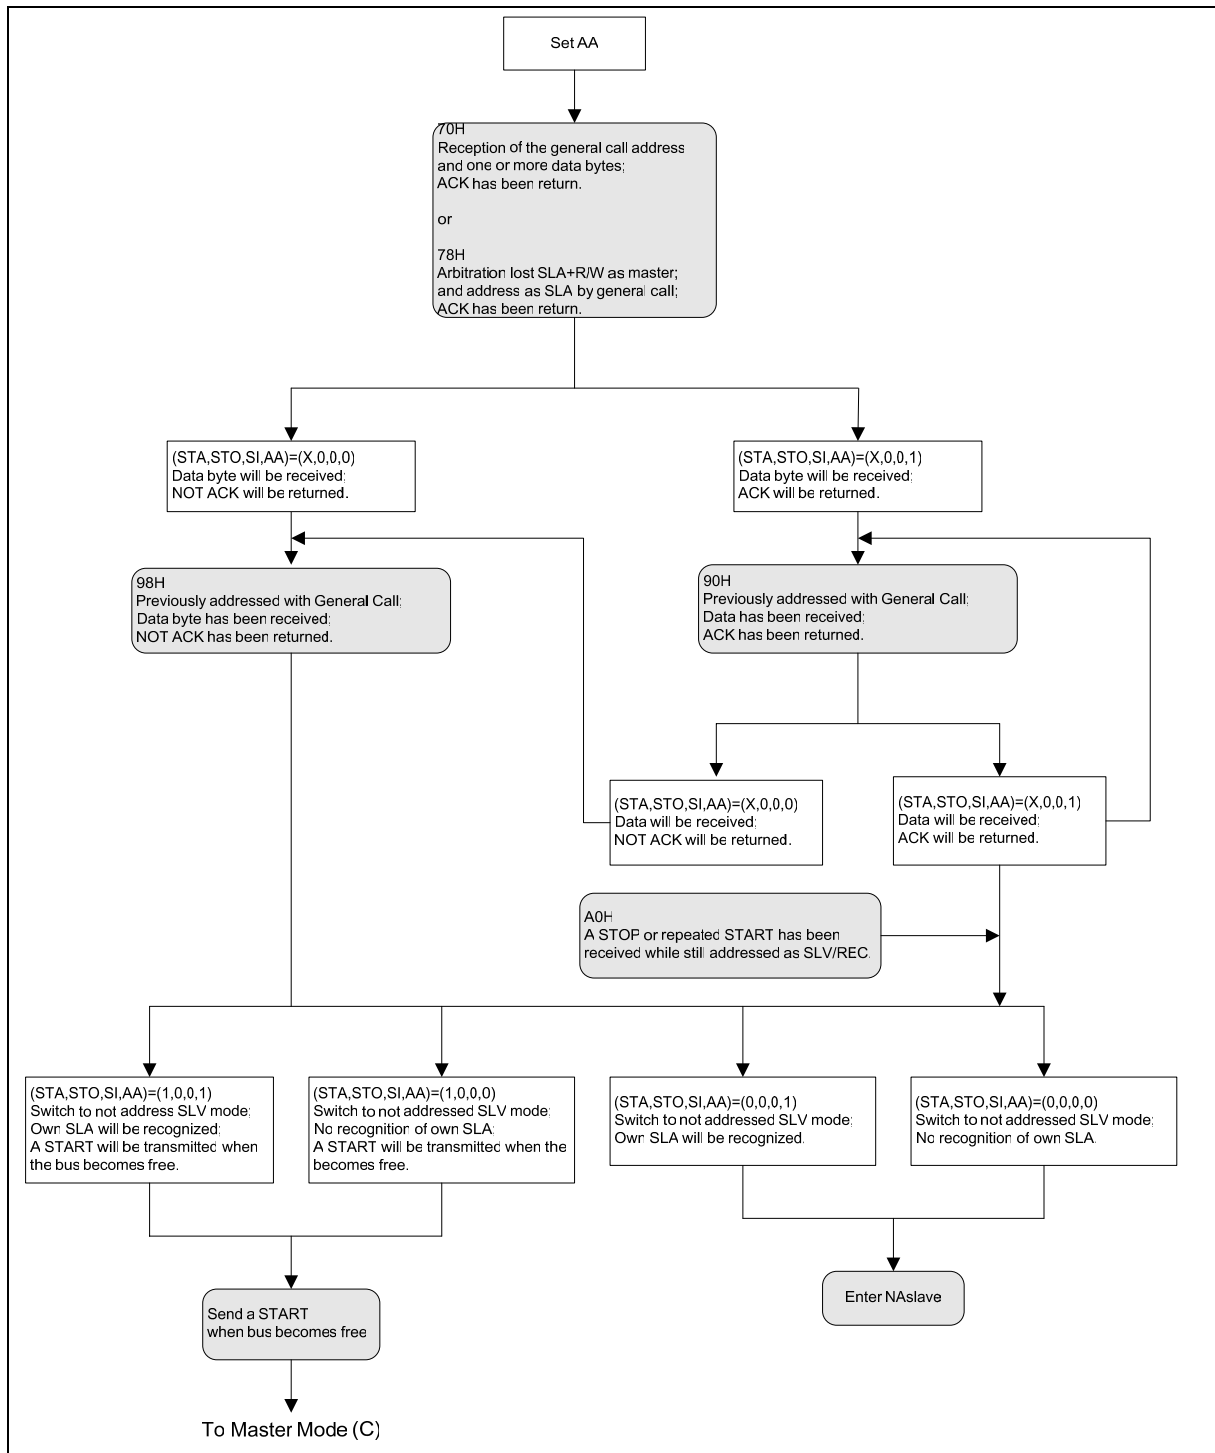 Set AA
70H
Reception of the general call address
and one or more data bytes;
ACK has been return.
or
78H
Arbitration lost SLA+R/W as master;
and address as SLA by general call;
ACK has been return.
(STA,STO,SI,AA)=(X,0,0,0)
Data byte will be received;
NOT ACK will be returned.
(STA,STO,SI,AA)=(X,0,0,1)
Data byte will be received;
ACK will be returned.
98H
Previously addressed with General Call;
Data byte has been received;
NOT ACK has been returned.
90H
Previously addressed with General Call;
Data has been received;
ACK has been returned.
(STA,STO,SI,AA)=(X,0,0,0)
Data will be received;
NOT ACK will be returned.
(STA,STO,SI,AA)=(X,0,0,1)
Data will be received;
ACK will be returned.
A0H
A STOP or repeated START has been
received while still addressed as SLV/REC.
(STA,STO,SI,AA)=(1,0,0,1)
Switch to not address SLV mode;
Own SLA will be recognized;
A START will be transmitted when
the bus becomes free.
(STA,STO,SI,AA)=(1,0,0,0)
Switch to not addressed SLV mode;
No recognition of own SLA;
A START will be transmitted when the
becomes free.
(STA,STO,SI,AA)=(0,0,0,1)
Switch to not addressed SLV mode;
Own SLA will be recognized.
(STA,STO,SI,AA)=(0,0,0,0)
Switch to not addressed SLV mode;
No recognition of own SLA.
Send a START
when bus becomes free
Enter NAslave
To Master Mode (C)